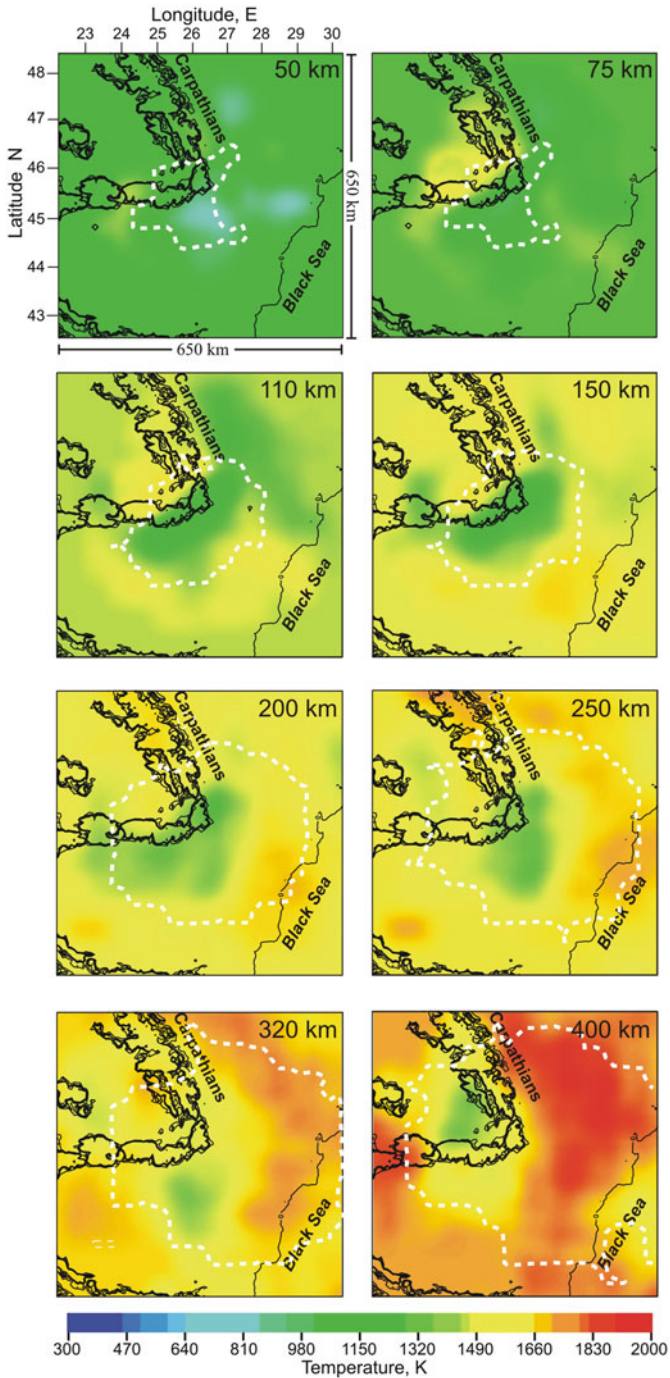 Longitude, E
23 24 25 26 27 28 29 30
Latitude N
48
47
46
45
44
43
50 km
Carpathians
Black Sea
650 km
650 km
75 km
Carpathians
Black Sea
110 km
Carpathians
Black Sea
150 km
Carpathians
Black Sea
200 km
Carpathians
Black Sea
250 km
Carpathians
Black Sea
320 km
Carpathians
Black Sea
400 km
Carpathians
Black Sea
300 470 640 810 980 1150 1320 1490 1660 1830 2000
Temperature, K